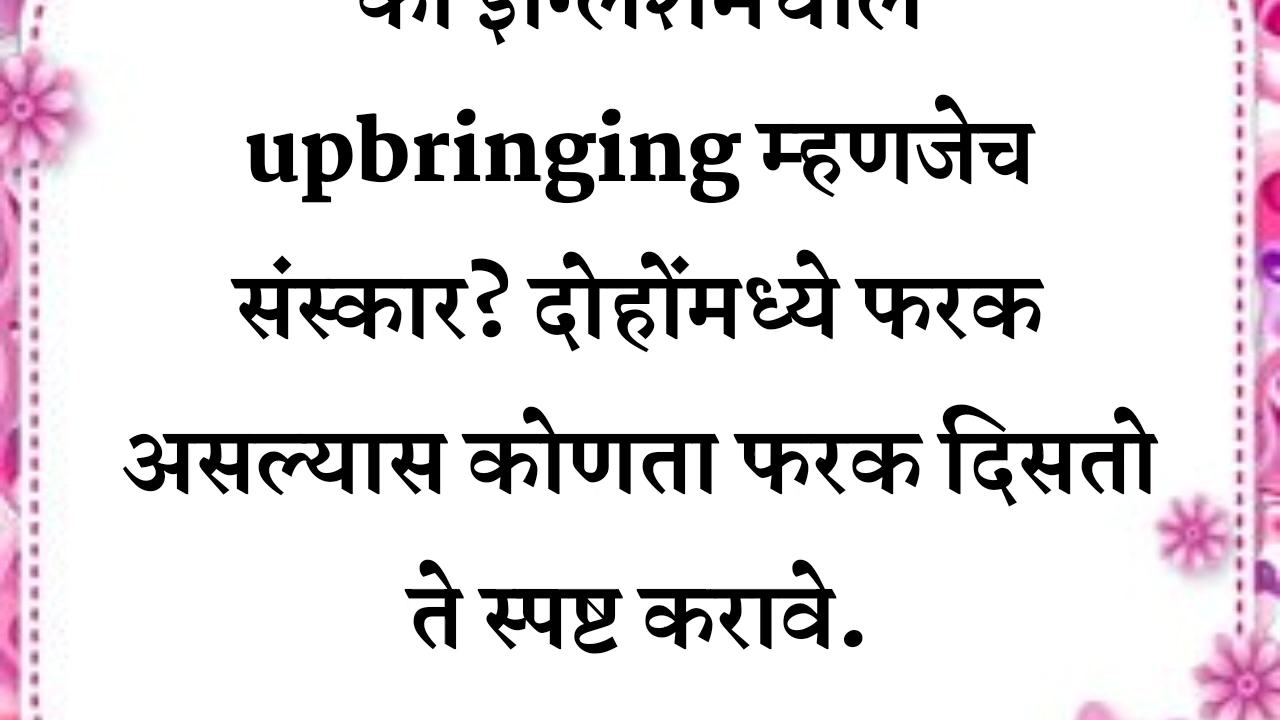 upbringing म्हणजेच
संस्कार? दोहोंमध्ये फरक
असल्यास कोणता फरक दिसतो
ते स्पष्ट करावे.